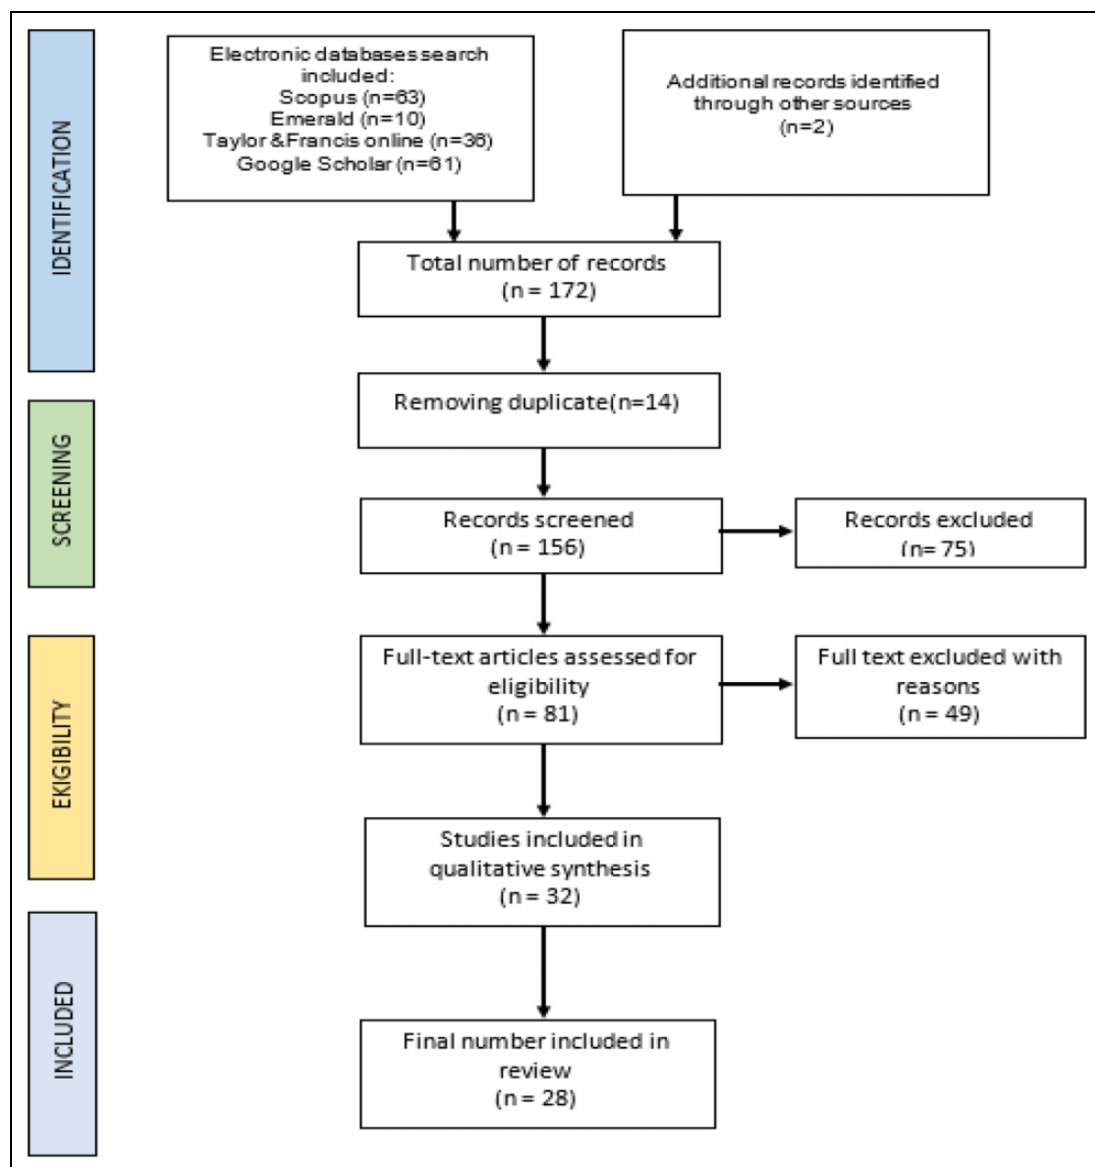 IDENTIFICATION
Electronic databases search
included:
Scopus (n=63)
Emerald (n=10)
Taylor &Francis online (n=36)
Google Scholar (n=61)
Additional records identified
through other sources
(n=2)
Total number of records
(n = 172)
SCREENING
Removing duplicate(n=14)
Records screened
(n = 156)
Records excluded
(n= 75)
EKIGIBILITY
Full-text articles assessed for
eligibility
(n = 81)
Full text excluded with
reasons
(n = 49)
Studies included in
qualitative synthesis
(n = 32)
INCLUDED
Final number included in
review
(n = 28)